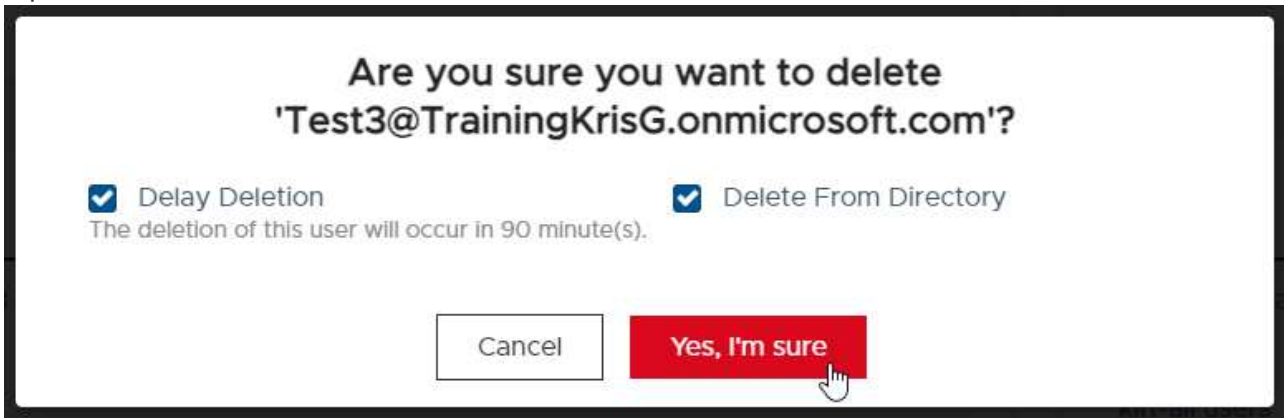 Are you sure you want to delete
'Test3@TrainingKrisG.onmicrosoft.com'?
Delay Deletion
Delete From Directory
The deletion of this user will occur in 90 minute(s).
Cancel
Yes, I'm sure